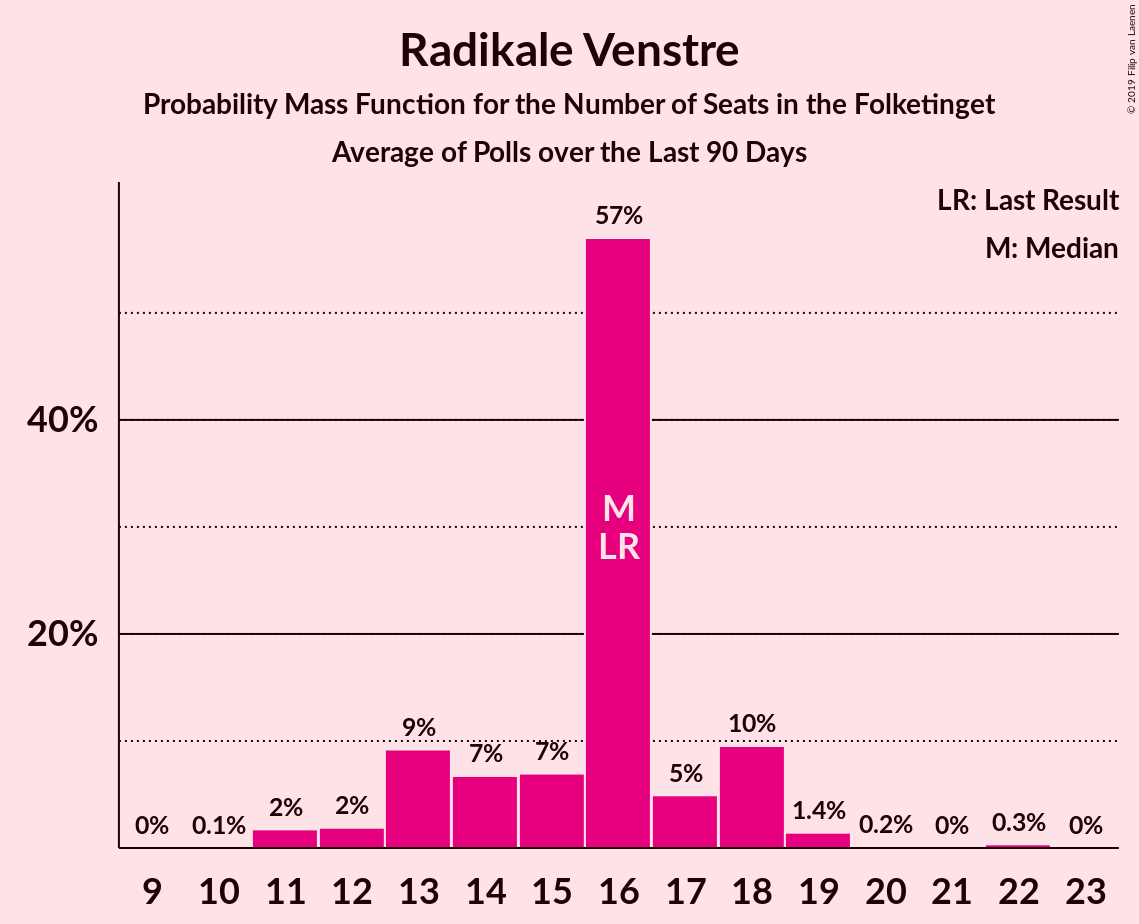 Radikale Venstre
Probability Mass Function for the Number of Seats in the Folketinget
Average of Polls over the Last 90 Days
© 2019 Filip van Laenen
LR: Last Result
M: Median
57%
40%
M
LR
20%
0%
0.1%
2%
2%
9%
7%
7%
5%
10%
1.4%
0.2%
0%
0.3%
0%
9 10 11 12 13 14 15 16 17 18 19 20 21 22 23